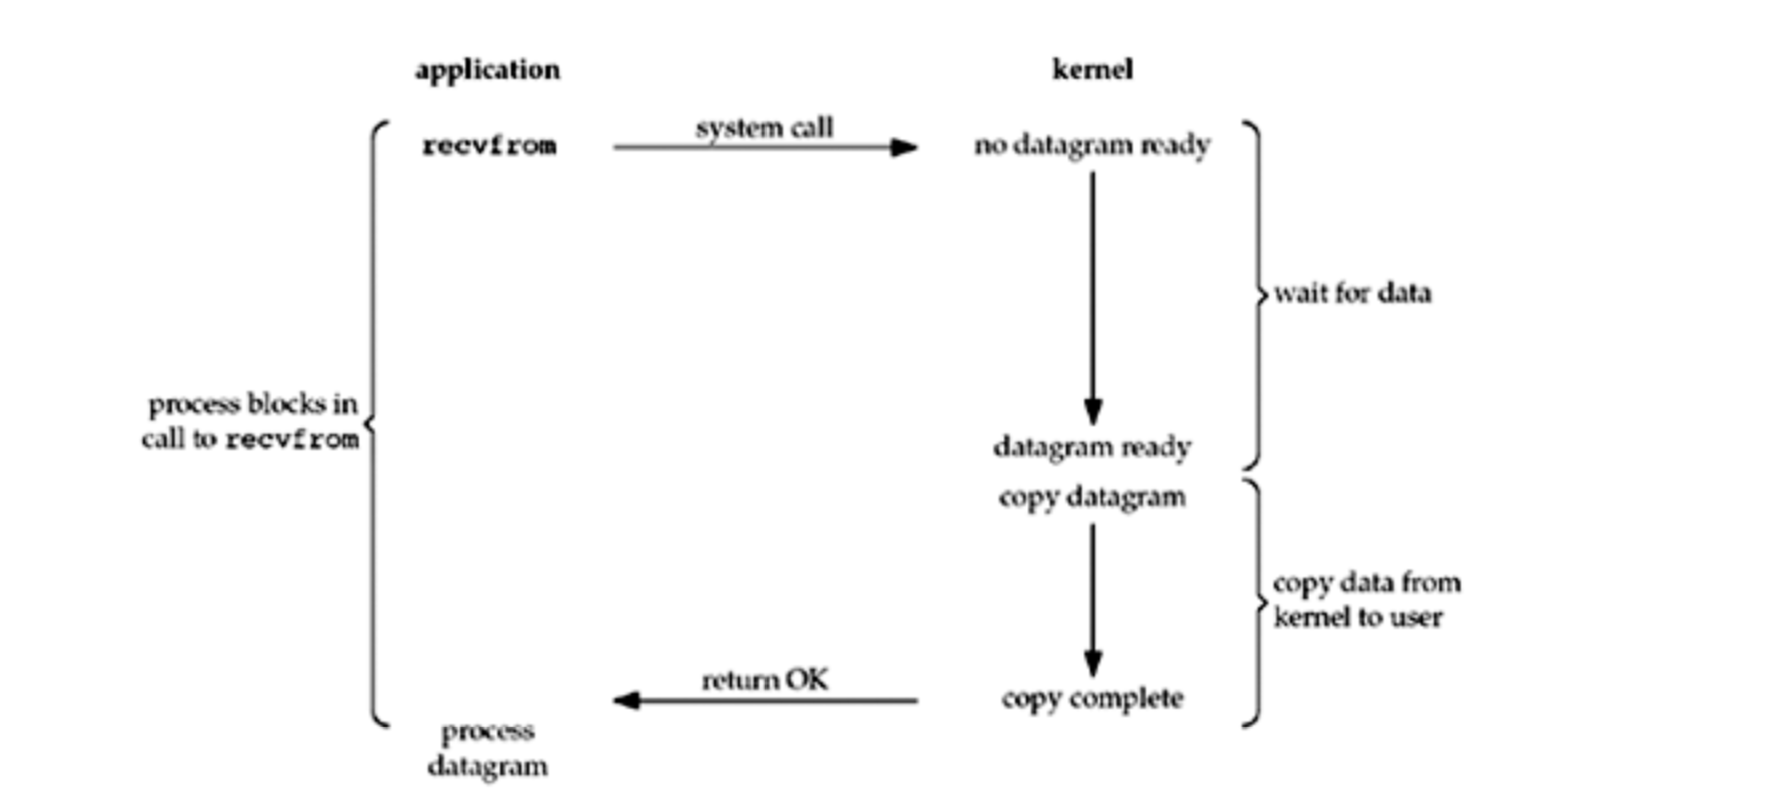 application
kernel
recvfrom
system call
no datagram ready
wait for data
process blocks in
call to recvfrom
datagram ready
copy datagram
copy data from
kernel to user
return OK
copy complete
process
datagram